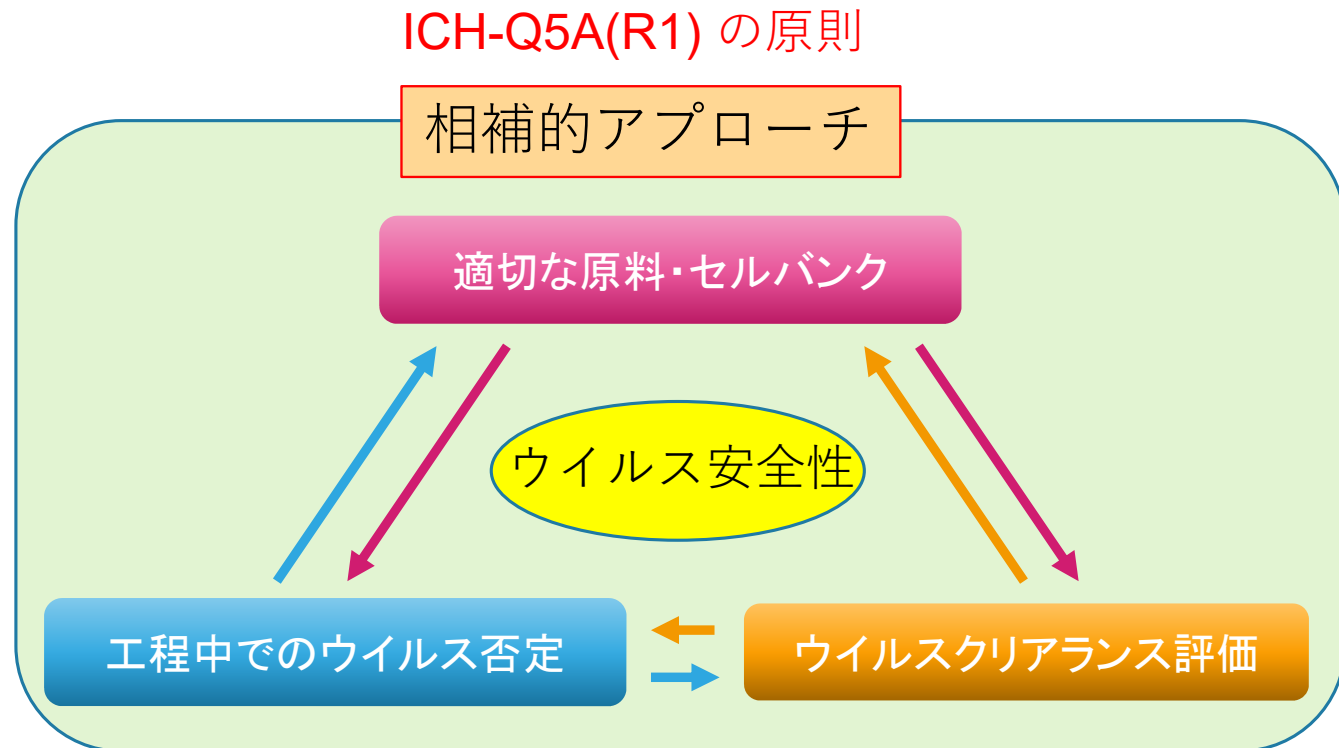 ICH-Q5A(R1) の原則
相補的アプローチ
適切な原料・セルバンク
ウイルス安全性
工程中でのウイルス否定
ウイルスクリアランス評価